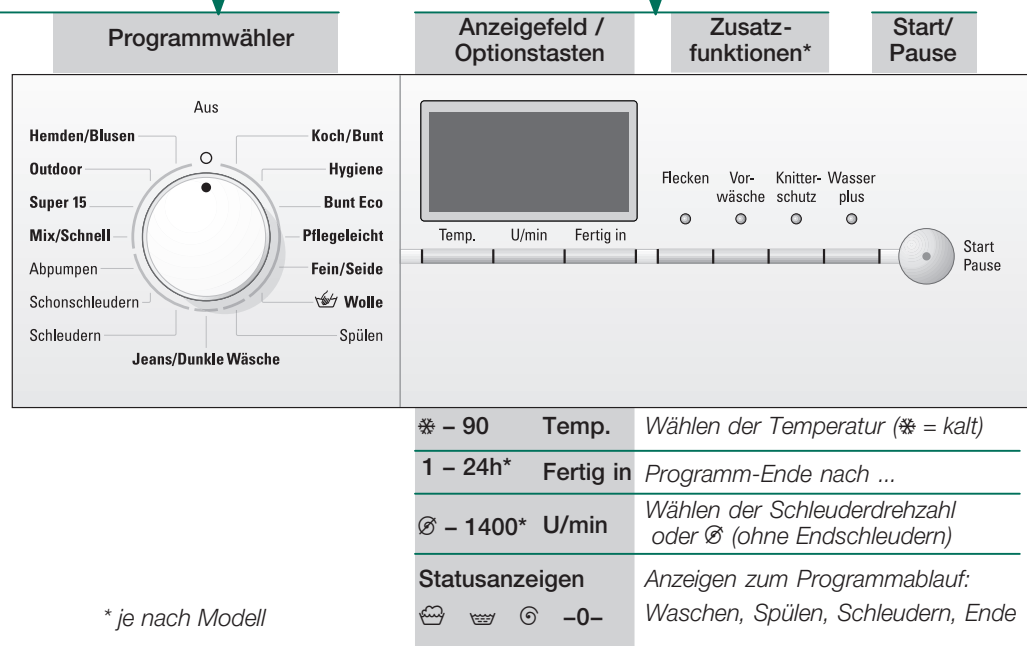 Programmwähler
Anzeigefeld /
Optionstasten
Zusatz-
funktionen*
Start/
Pause
Aus
Hemden/Blusen
Outdoor
Super 15
Mix/Schnell
Abpumpen
Schonschleudern
Schleudern
Jeans/Dunkle Wäsche
Koch/Bunt
Hygiene
Bunt Eco
Pflegeleicht
Fein/Seide
Wolle
Spülen
Temp. U/min Fertig in
Flecken
Vor-
wäsche
Knitter-
schutz
Wasser
plus
Start
Pause
❄ – 90 Temp. Wählen der Temperatur (❄ = kalt)
1 – 24h* Fertig in Programm-Ende nach ...
– 1400* U/min Wählen der Schleuderdrehzahl
oder (ohne Endschleudern)
Statusanzeigen Anzeigen zum Programmablauf:
–0– Waschen, Spülen, Schleudern, Ende
* je nach Modell